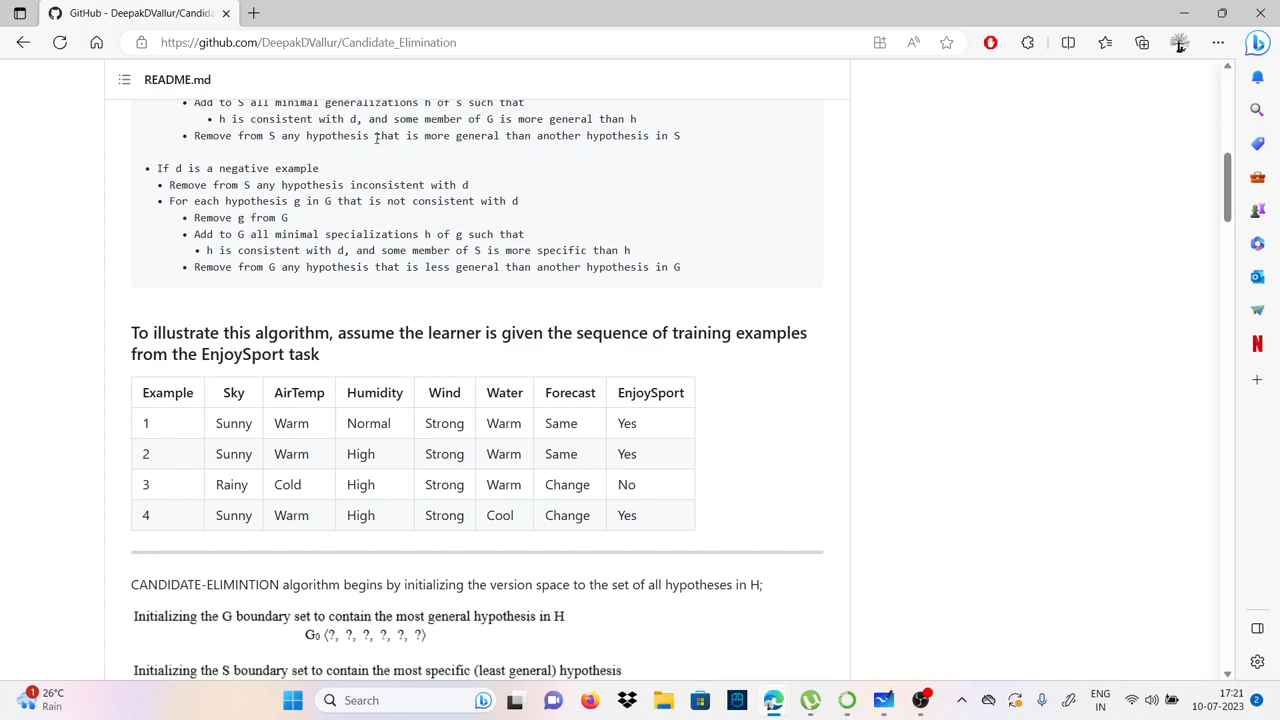 GitHub - DeepakDVallur/Candida
https://github.com/DeepakDVallur/Candidate_Elimination
README.md
• Add to S all minimal generalizations h of s such that
• h is consistent with d, and some member of G is more general than h
• Remove from S any hypothesis that is more general than another hypothesis in S
• If d is a negative example
• Remove from S any hypothesis inconsistent with d
• For each hypothesis g in G that is not consistent with d
• Remove g from G
• Add to G all minimal specializations h of g such that
• h is consistent with d, and some member of S is more specific than h
• Remove from G any hypothesis that is less general than another hypothesis in G
To illustrate this algorithm, assume the learner is given the sequence of training examples
from the EnjoySport task
Example Sky AirTemp Humidity Wind Water Forecast EnjoySport
1 Sunny Warm Normal Strong Warm Same Yes
2 Sunny Warm High Strong Warm Same Yes
3 Rainy Cold High Strong Warm Change No
4 Sunny Warm High Strong Cool Change Yes
CANDIDATE-ELIMINTION algorithm begins by initializing the version space to the set of all hypotheses in H;
Initializing the G boundary set to contain the most general hypothesis in H
G₀ ⟨?, ?, ?, ?, ?, ?⟩
Initializing the S boundary set to contain the most specific (least general) hypothesis
1
26°C
Rain
Search
ENG
IN
17:21
10-07-2023
2